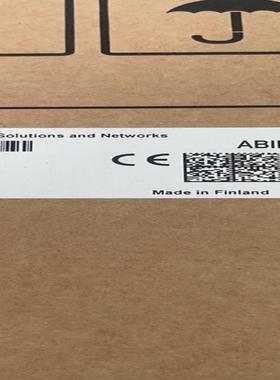 Solutions and Networks
CE
ABI
Made in Finland